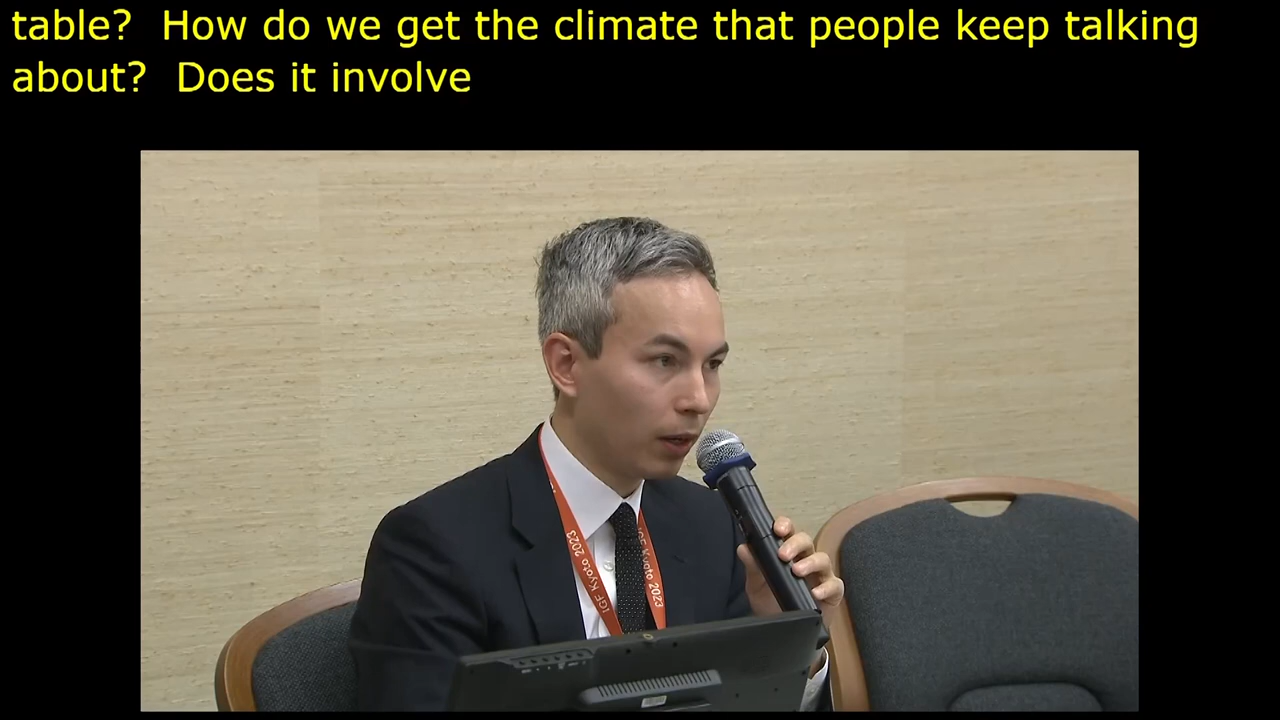 table?  How do we get the climate that people keep talking
about?  Does it involve
IGF Kyoto 2023
IGF Kyoto 2023